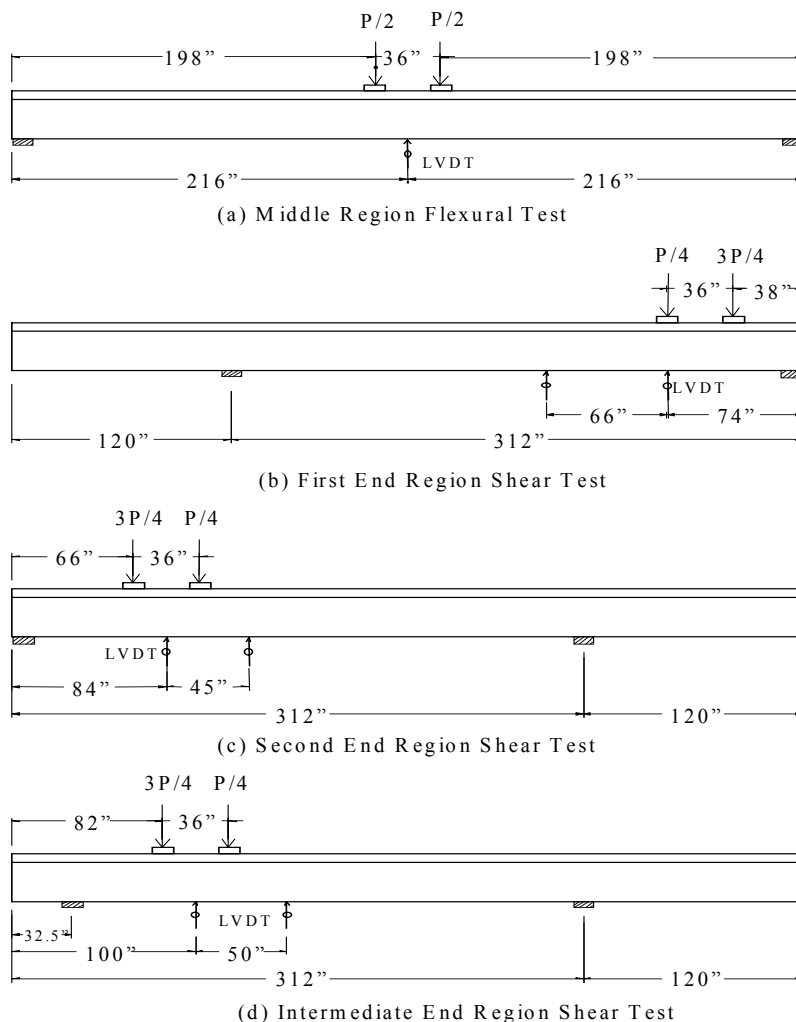 P/2 P/2
198” 36” 198”
LVDT
216” 216”
(a) Middle Region Flexural Test
P/4 3P/4
36” 38”
LVDT
66” 74”
120” 312”
(b) First End Region Shear Test
3P/4 P/4
66” 36”
LVDT
84” 45”
312” 120”
(c) Second End Region Shear Test
3P/4 P/4
82” 36”
LVDT
32.5”
100” 50”
312” 120”
(d) Intermediate End Region Shear Test